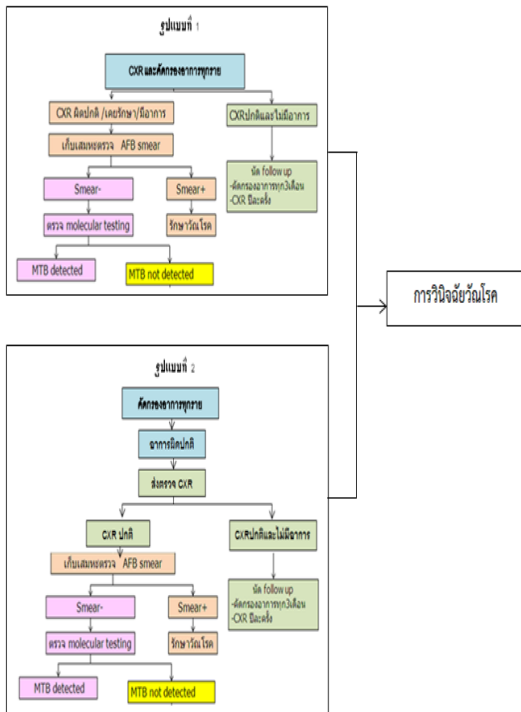 รูปแบบที่ 1
CXR และคัดกรองอาการทุกราย
CXR ผิดปกติ /เคยรักษา/มีอาการ
CXRปกติและไม่มีอาการ
เก็บเสมหะตรวจ AFB smear
Smear-
Smear+
นัด follow up
-คัดกรองอาการทุก3เดือน
-CXR ปีละครั้ง
ตรวจ molecular testing
รักษาวัณโรค
MTB detected
MTB not detected
การวินิจฉัยวัณโรค
รูปแบบที่ 2
คัดกรองอาการทุกราย
อาการผิดปกติ
ส่งตรวจ CXR
CXR ปกติ
CXRปกติและไม่มีอาการ
เก็บเสมหะตรวจ AFB smear
Smear-
Smear+
นัด follow up
-คัดกรองอาการทุก3เดือน
-CXR ปีละครั้ง
ตรวจ molecular testing
รักษาวัณโรค
MTB detected
MTB not detected